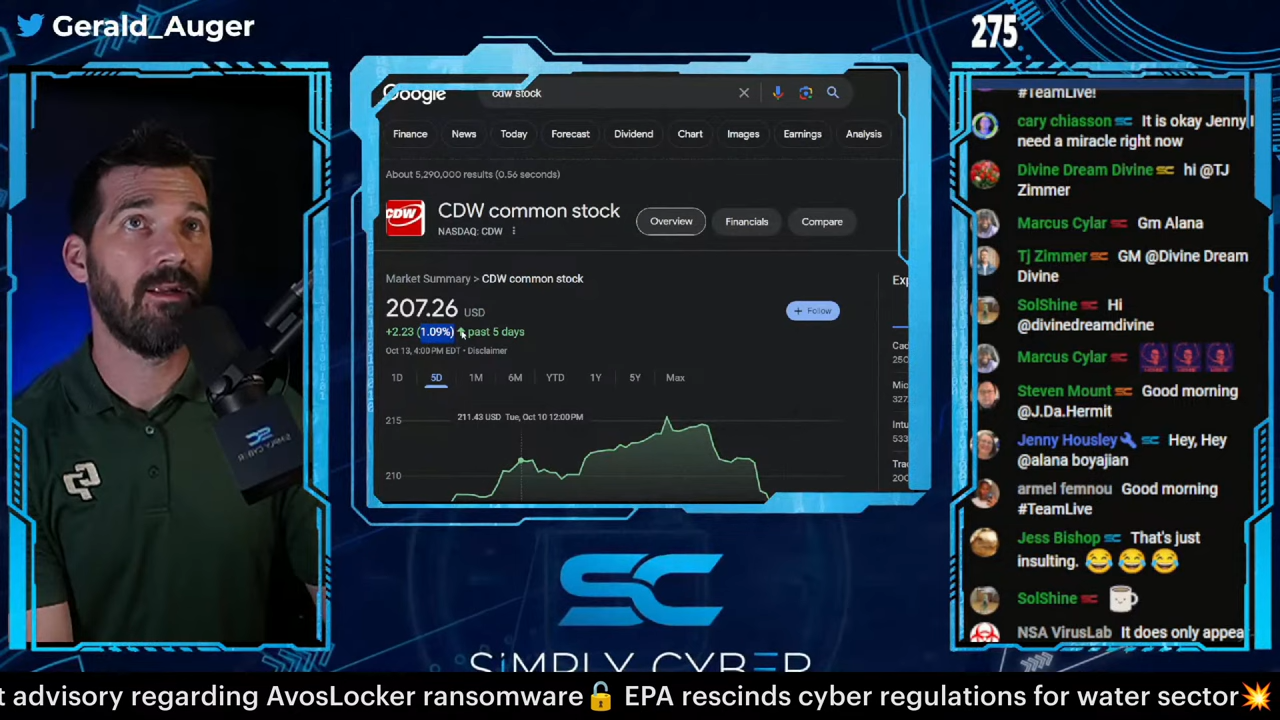 Gerald_Auger
275
Google
cdw stock
Finance
News
Today
Forecast
Dividend
Chart
Images
Earnings
Analysis
About 5,290,000 results (0.56 seconds)
CDW
CDW common stock
NASDAQ: CDW
Overview
Financials
Compare
Market Summary > CDW common stock
207.26 USD
+ Follow
+2.23 (1.09%) past 5 days
Oct 13, 4:00 PM EDT • Disclaimer
1D
5D
1M
6M
YTD
1Y
5Y
Max
211.43 USD Tue, Oct 10 12:00PM
215
210
SC
SIMPLY CYBER
#TeamLive!
cary chiasson It is okay Jenny I
need a miracle right now
Divine Dream Divine hi @TJ
Zimmer
Marcus Cylar Gm Alana
Tj Zimmer GM @Divine Dream
Divine
SolShine Hi
@divinedreamdivine
Marcus Cylar
Steven Mount Good morning
@J.Da.Hermit
Jenny Housley Hey, Hey
@alana boyajian
armel femnou Good morning
#TeamLive
Jess Bishop That's just
insulting. 😂😂😂
SolShine
NSA VirusLab It does only appea
t advisory regarding AvosLocker ransomware🔓 EPA rescinds cyber regulations for water sector💥